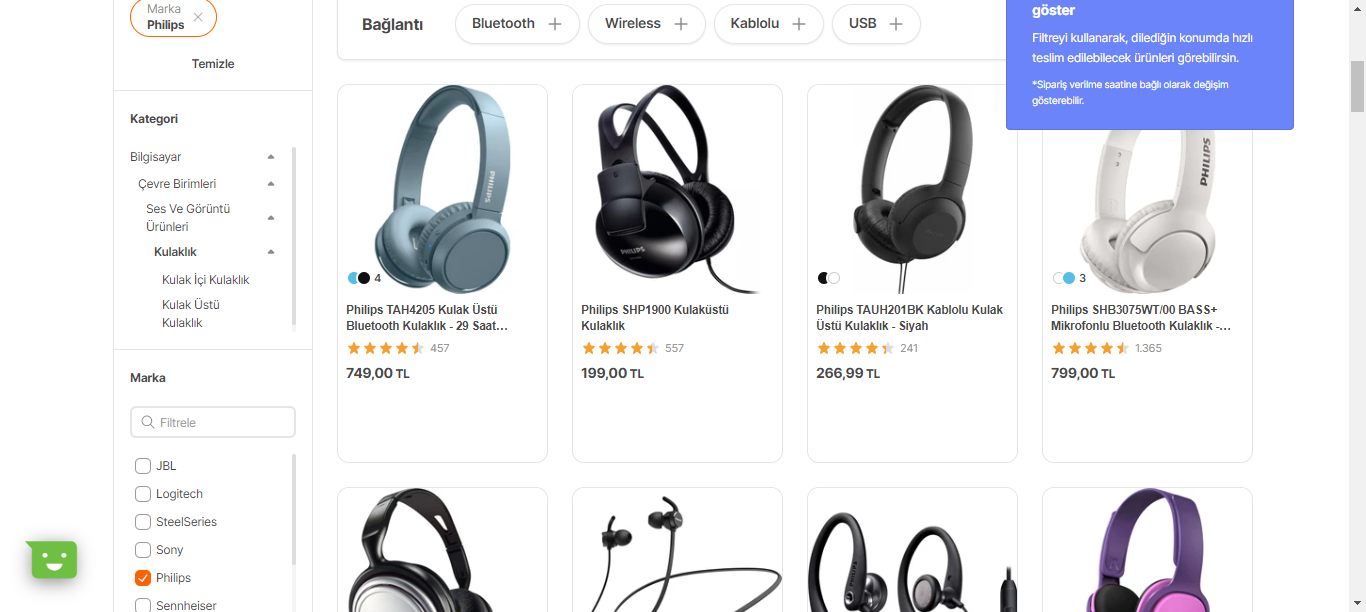 Marka
Philips
Temizle
Kategori
Bilgisayar
Çevre Birimleri
Ses Ve Görüntü
Ürünleri
Kulaklık
Kulak İçi Kulaklık
Kulak Üstü
Kulaklık
Marka
Filtrele
JBL
Logitech
SteelSeries
Sony
Philips
Sennheiser
Bağlantı
Bluetooth
Wireless
Kablolu
USB
göster
Filtreyi kullanarak, dilediğin konumda hızlı
teslim edilebilecek ürünleri görebilirsin.
*Sipariş verilme saatine bağlı olarak değişim
gösterebilir.
PHILIPS
4
Philips TAH4205 Kulak Üstü
Bluetooth Kulaklık - 29 Saat...
457
749,00 TL
PHILIPS
Philips SHP1900 Kulaküstü
Kulaklık
557
199,00 TL
Philips TAUH201BK Kablolu Kulak
Üstü Kulaklık - Siyah
241
266,99 TL
PHILIPS
3
Philips SHB3075WT/00 BASS+
Mikrofonlu Bluetooth Kulaklık -...
1.365
799,00 TL
PHILIPS